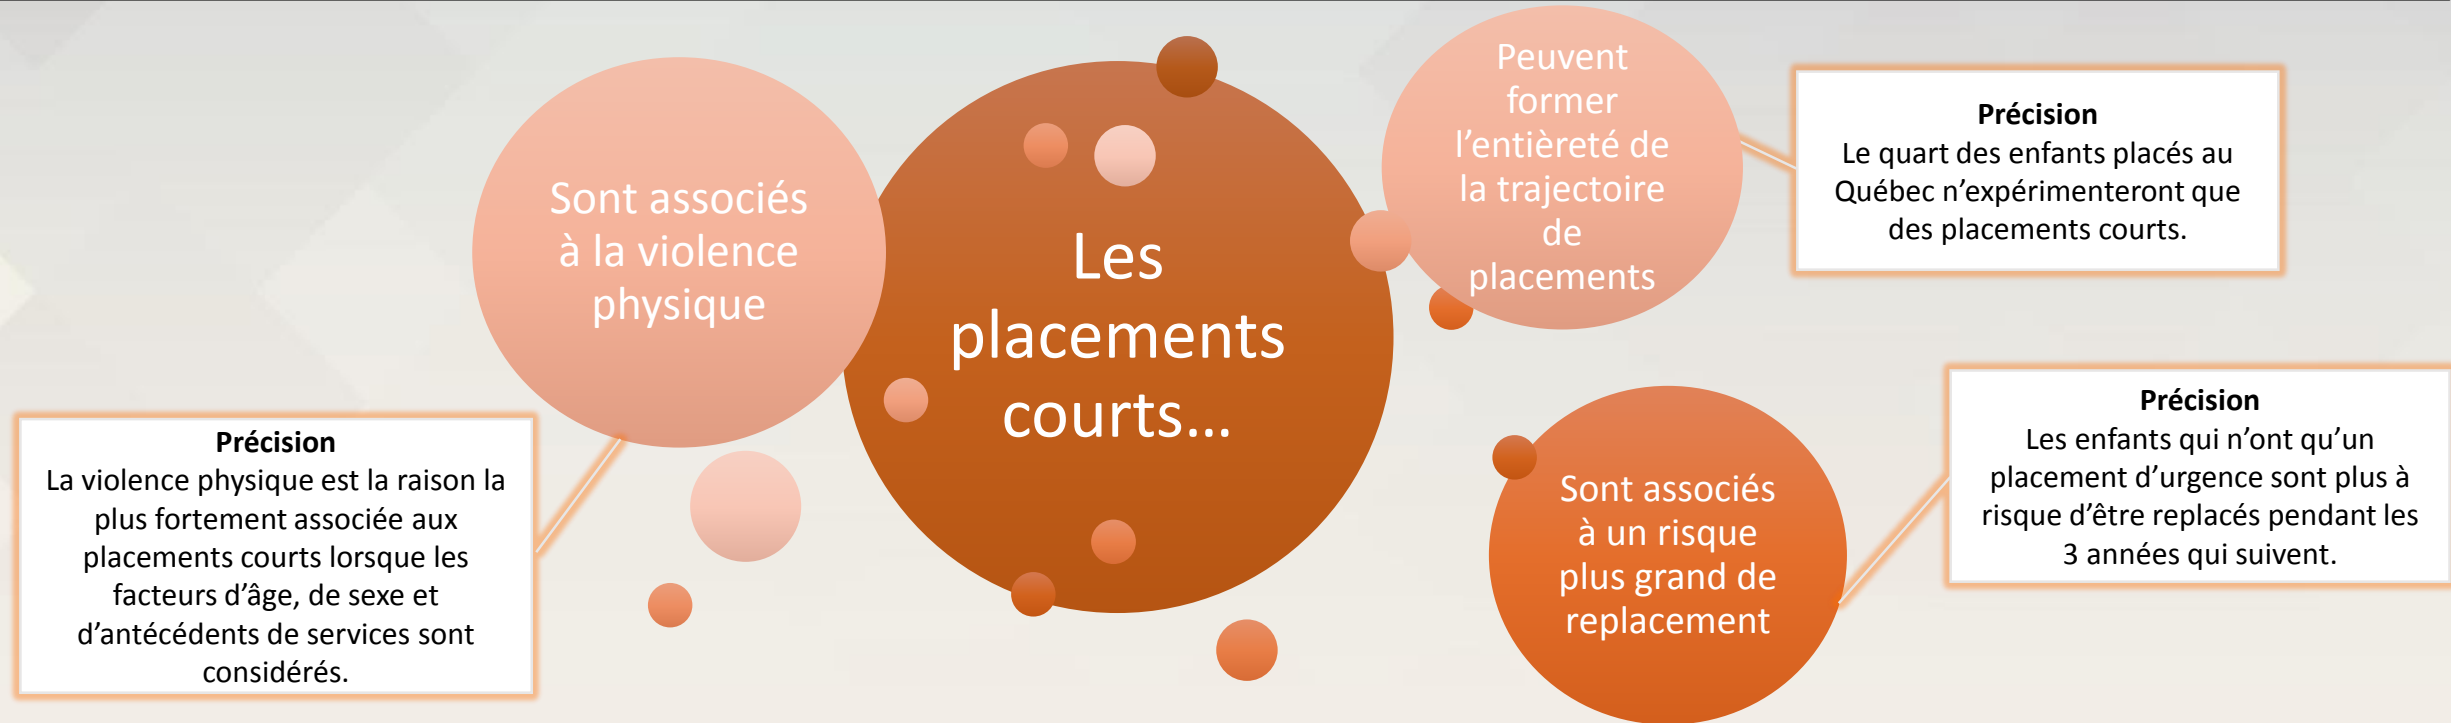 Les
placements
courts…
Sont associés
à la violence
physique
Précision
La violence physique est la raison la
plus fortement associée aux
placements courts lorsque les
facteurs d’âge, de sexe et
d’antécédents de services sont
considérés.
Peuvent
former
l’entièreté de
la trajectoire
de
placements
Précision
Le quart des enfants placés au
Québec n’expérimenteront que
des placements courts.
Sont associés
à un risque
plus grand de
replacement
Précision
Les enfants qui n’ont qu’un
placement d’urgence sont plus à
risque d’être replacés pendant les
3 années qui suivent.